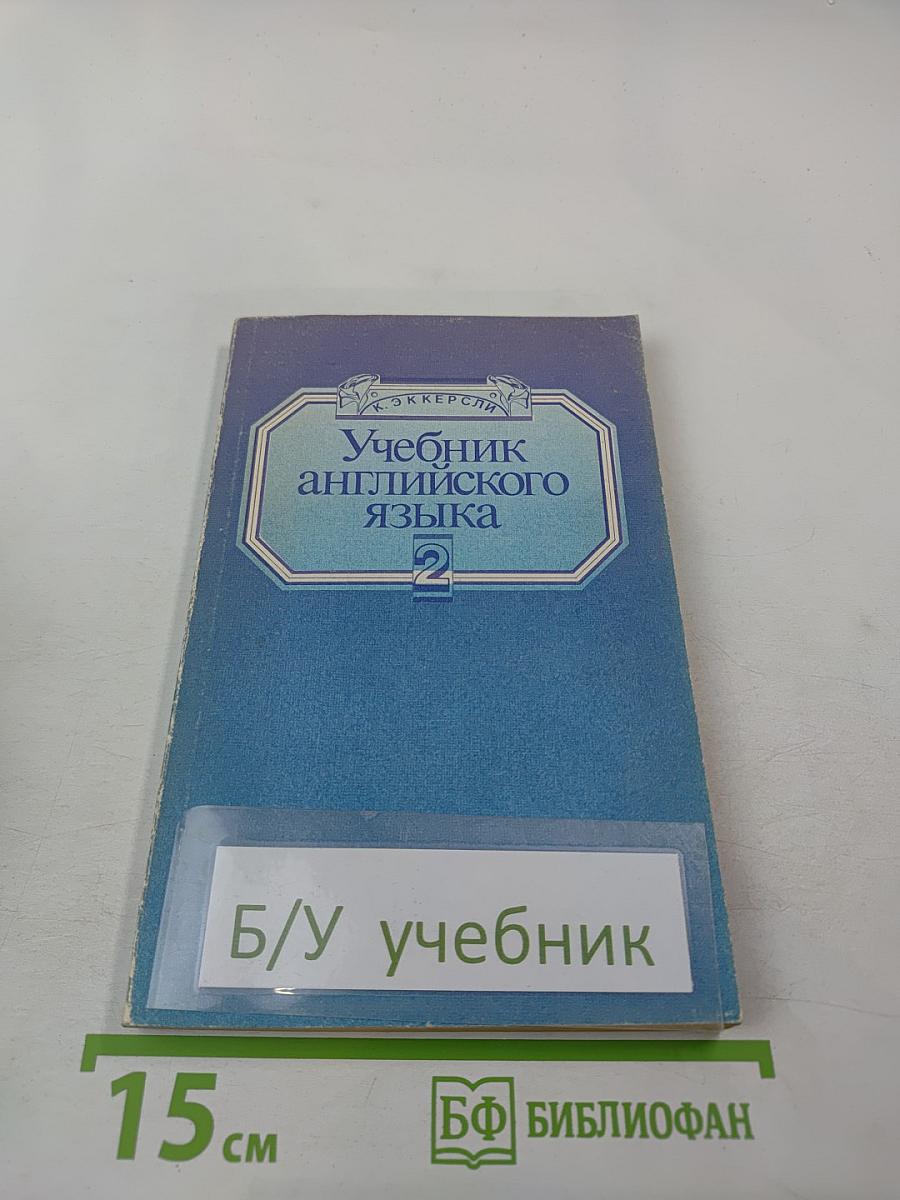 К. ЭККЕРСЛИ
Учебник
английского
языка
2
Б/У учебник
15 см
БФ БИБЛИОФАН